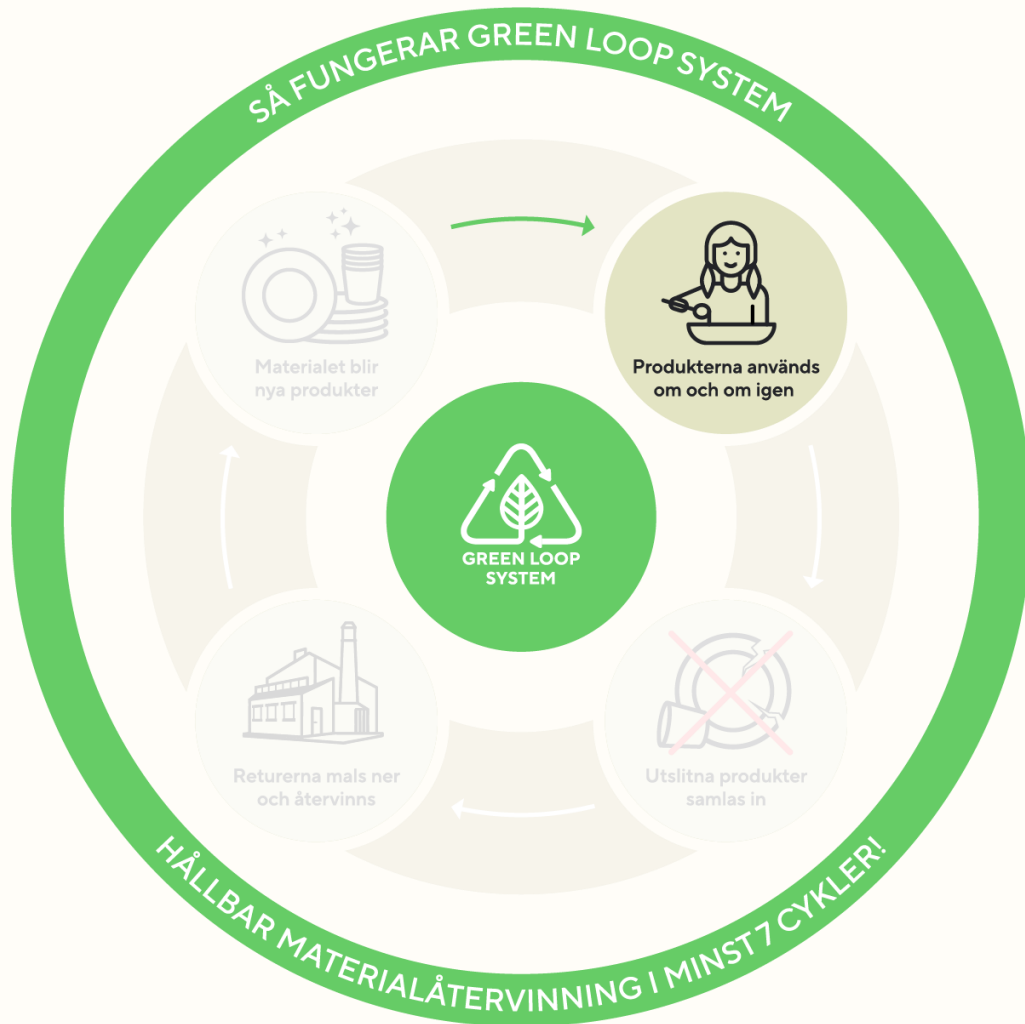 SÅ FUNGERAR GREEN LOOP SYSTEM
Materialet blir
nya produkter
Produkterna används
om och om igen
GREEN LOOP
SYSTEM
Returerna mals ner
och återvinns
Utslitna produkter
samlas in
HÅLLBAR MATERIALÅTERVINNING I MINST 7 CYKLER!